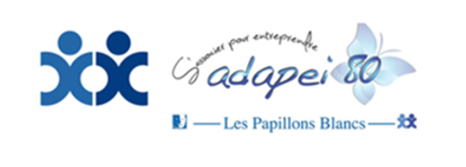 S'associer pour entreprendre
adapei 80
Les Papillons Blancs